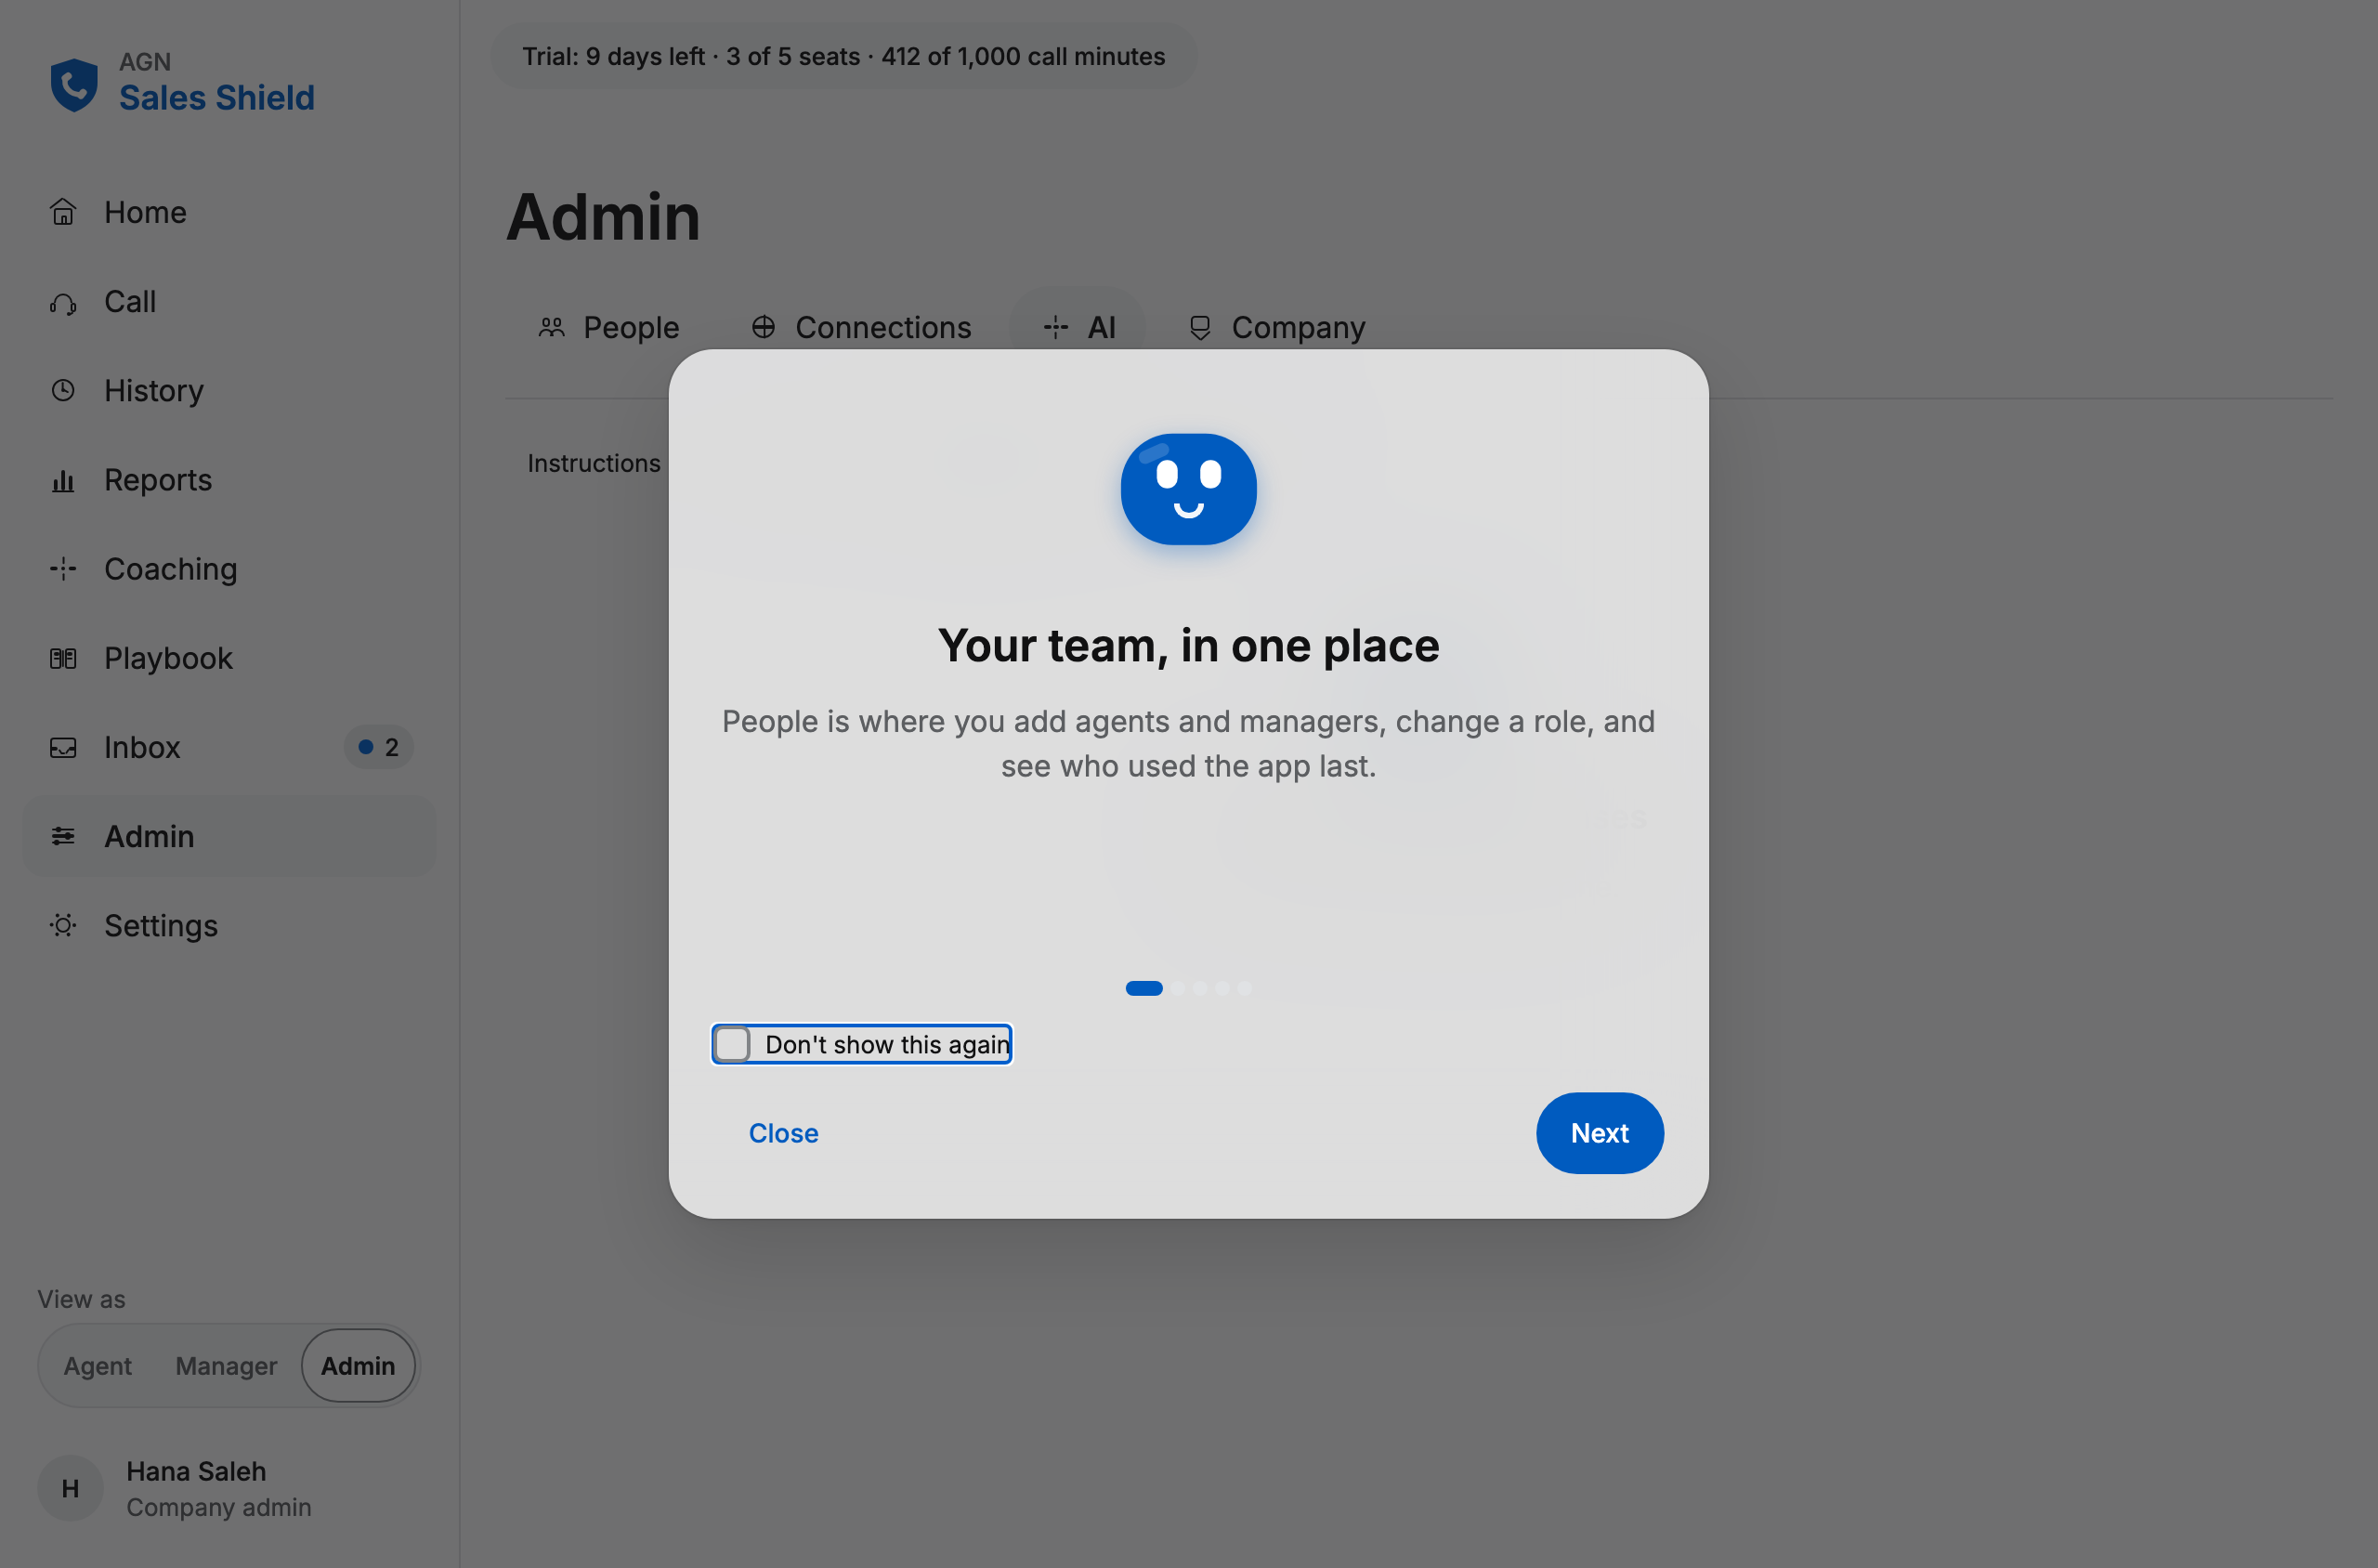 AGN
Sales Shield
Trial: 9 days left · 3 of 5 seats · 412 of 1,000 call minutes
Home
Call
History
Reports
Coaching
Playbook
Inbox
2
Admin
Settings
View as
Agent
Manager
Admin
H
Hana Saleh
Company admin
Admin
People
Connections
AI
Company
Instructions
Your team, in one place
People is where you add agents and managers, change a role, and
see who used the app last.
Don't show this again
Close
Next